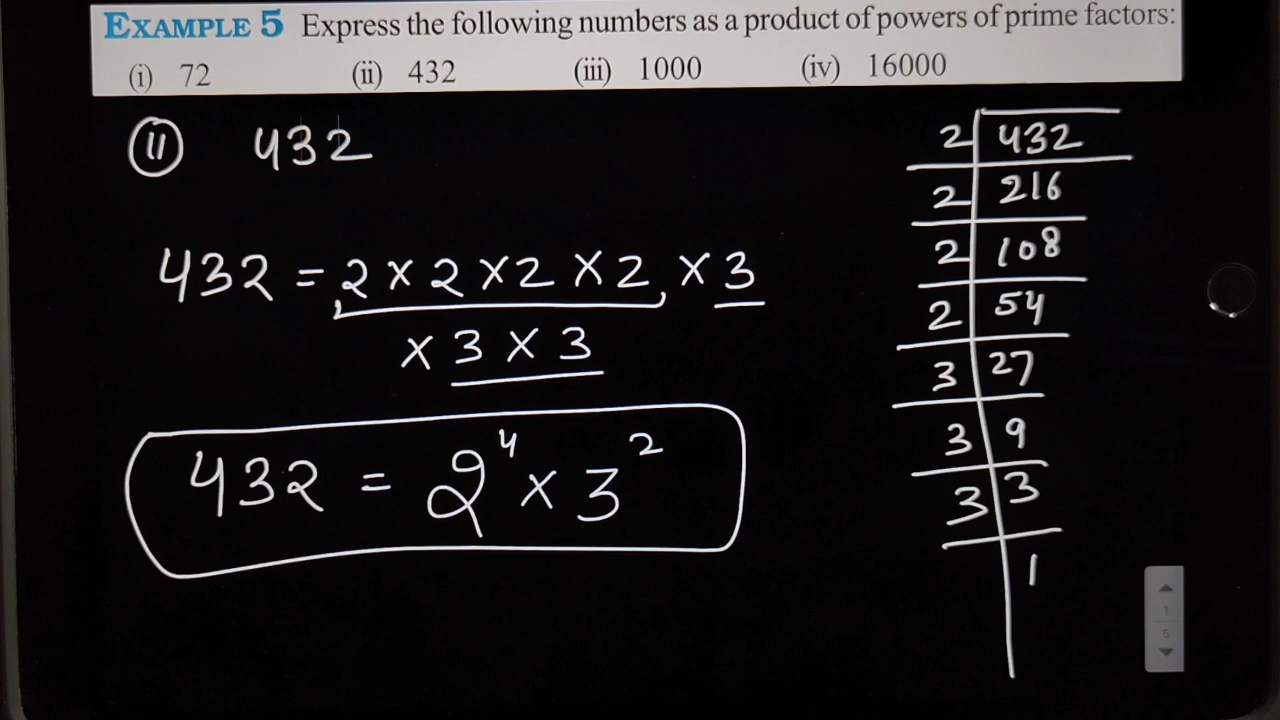 EXAMPLE 5 Express the following numbers as a product of powers of prime factors:
(i) 72 (ii) 432 (iii) 1000 (iv) 16000
(ii) 432
432 = 2 × 2 × 2 × 2 × 3
× 3 × 3
432 = 2⁴ × 3²
2 | 432
2 | 216
2 | 108
2 | 54
3 | 27
3 | 9
3 | 3
1
1
5